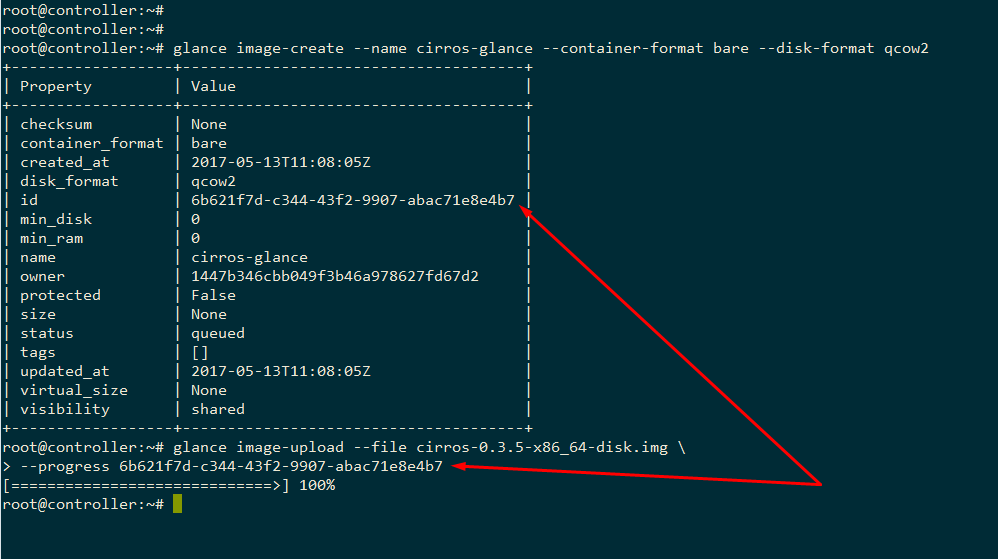 root@controller:~#
root@controller:~#
root@controller:~# glance image-create --name cirros-glance --container-format bare --disk-format qcow2
+------------------+--------------------------------------+
| Property         | Value                                |
+------------------+--------------------------------------+
| checksum         | None                                 |
| container_format | bare                                 |
| created_at       | 2017-05-13T11:08:05Z                 |
| disk_format      | qcow2                                |
| id               | 6b621f7d-c344-43f2-9907-abac71e8e4b7 |
| min_disk         | 0                                    |
| min_ram          | 0                                    |
| name             | cirros-glance                        |
| owner            | 1447b346cbb049f3b46a978627fd67d2     |
| protected        | False                                |
| size             | None                                 |
| status           | queued                               |
| tags             | []                                   |
| updated_at       | 2017-05-13T11:08:05Z                 |
| virtual_size     | None                                 |
| visibility       | shared                               |
+------------------+--------------------------------------+
root@controller:~# glance image-upload --file cirros-0.3.5-x86_64-disk.img \
> --progress 6b621f7d-c344-43f2-9907-abac71e8e4b7
[=============================>] 100%
root@controller:~#